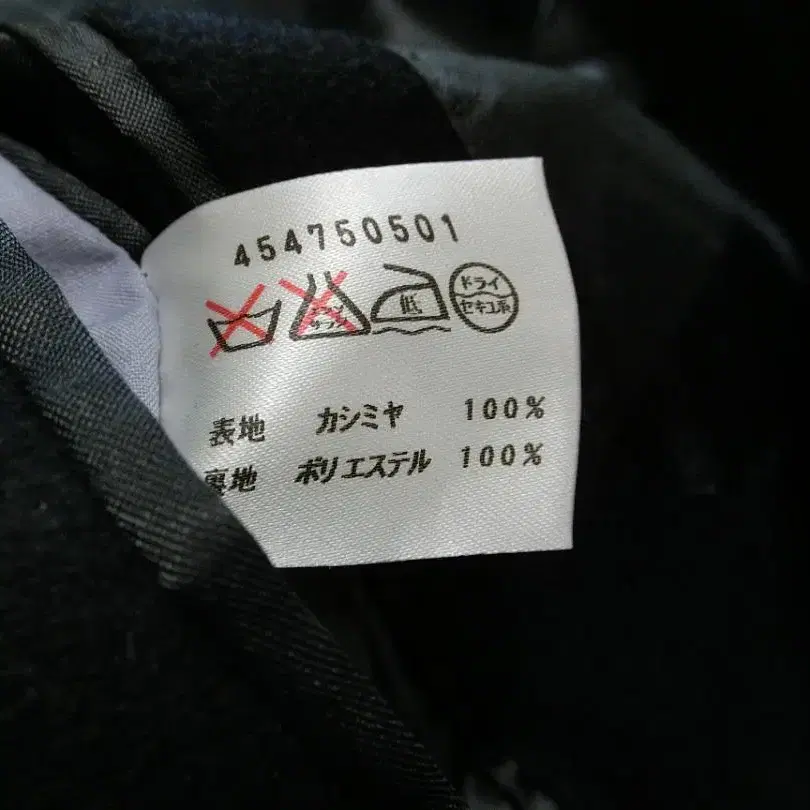 454750501
低 ドライ
セキユ系
表地 カシミヤ 100%
裏地 ポリエステル 100%